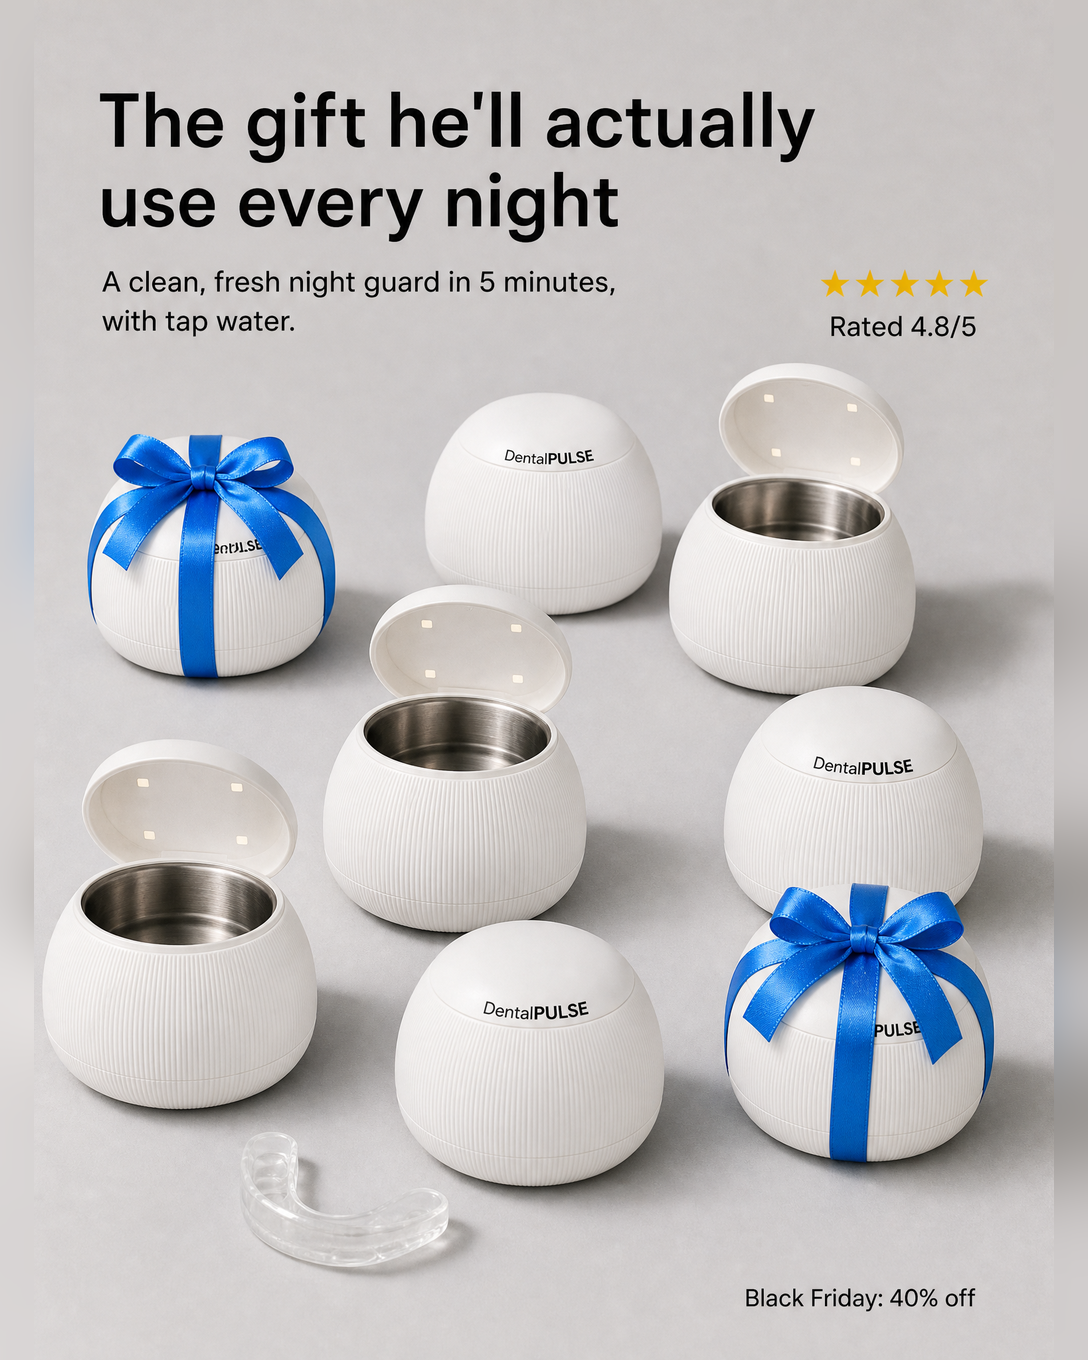 The gift he'll actually
use every night
A clean, fresh night guard in 5 minutes,
with tap water.
Rated 4.8/5
DentalPULSE
DentalPULSE
DentalPULSE
PULSE
Black Friday: 40% off